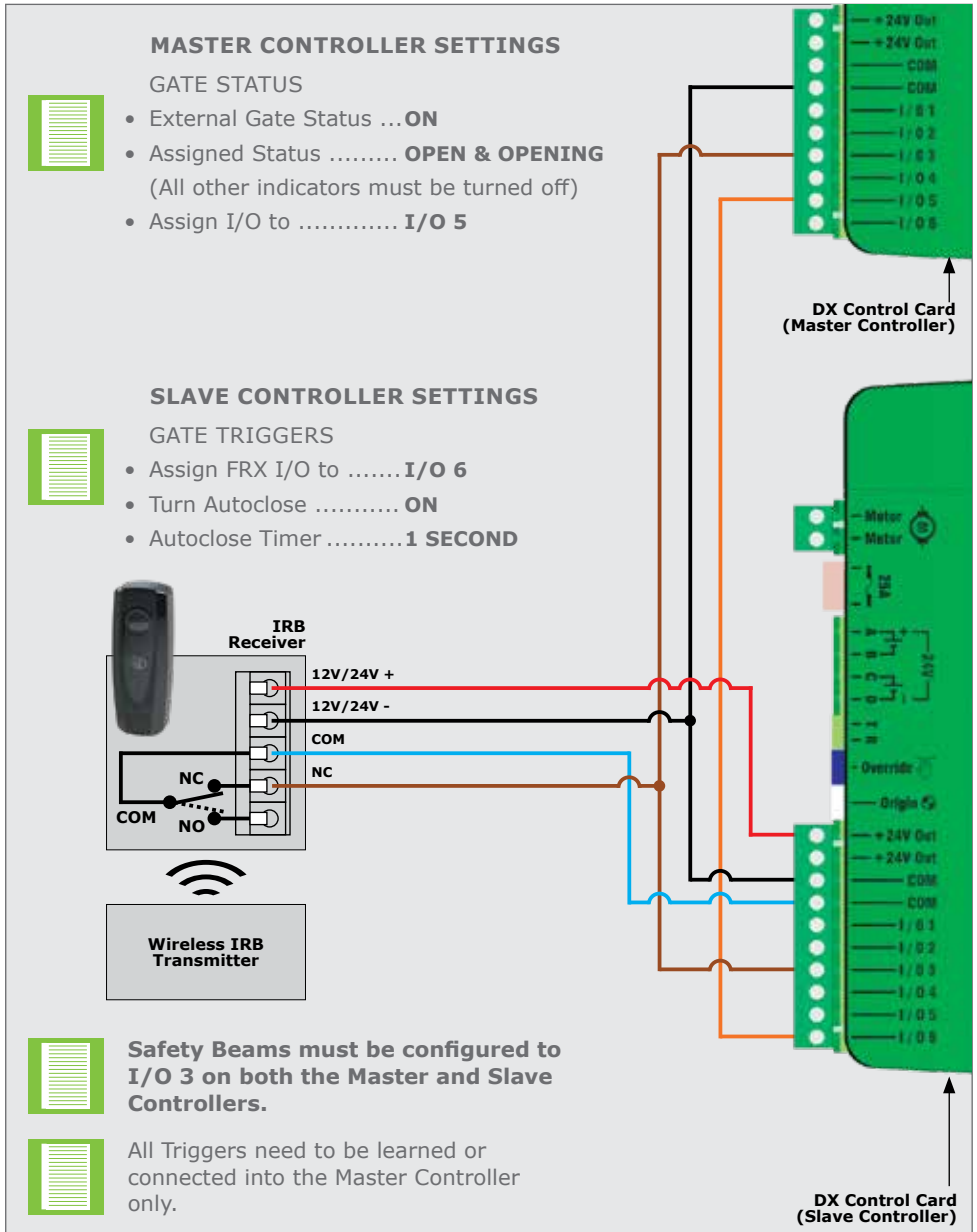 MASTER CONTROLLER SETTINGS
GATE STATUS
• External Gate Status ...ON
• Assigned Status ......... OPEN & OPENING
(All other indicators must be turned off)
• Assign I/O to ............. I/O 5
+24V Out
+24V Out
COM
COM
I/O 1
I/O 2
I/O 3
I/O 4
I/O 5
I/O 6
DX Control Card
(Master Controller)
SLAVE CONTROLLER SETTINGS
GATE TRIGGERS
• Assign FRX I/O to .......I/O 6
• Turn Autoclose ........... ON
• Autoclose Timer ..........1 SECOND
Motor
Motor
25A
A
B
C
D
+
24V
-
Override
Origin
+24V Out
+24V Out
COM
COM
I/O 1
I/O 2
I/O 3
I/O 4
I/O 5
I/O 6
IRB
Receiver
12V/24V +
12V/24V -
COM
NC
NC
COM
NO
Wireless IRB
Transmitter
Safety Beams must be configured to
I/O 3 on both the Master and Slave
Controllers.
All Triggers need to be learned or
connected into the Master Controller
only.
DX Control Card
(Slave Controller)